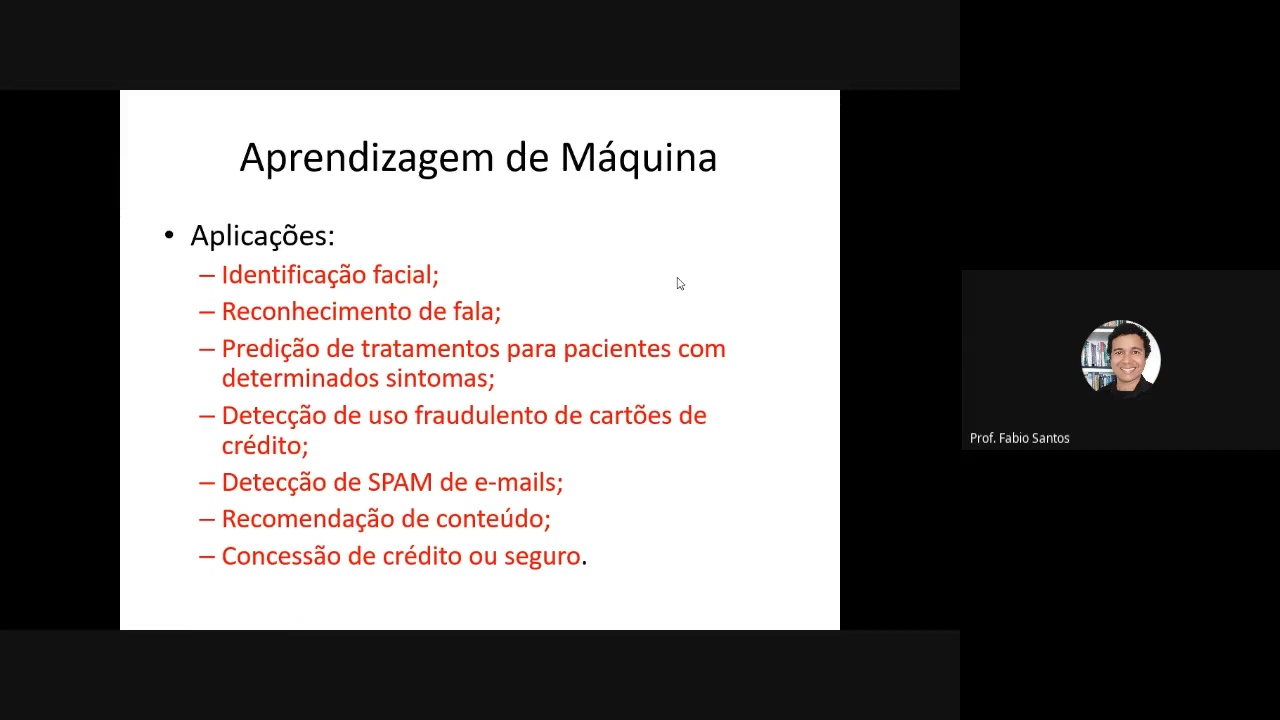 Aprendizagem de Máquina
• Aplicações:
– Identificação facial;
– Reconhecimento de fala;
– Predição de tratamentos para pacientes com
determinados sintomas;
– Detecção de uso fraudulento de cartões de
crédito;
– Detecção de SPAM de e-mails;
– Recomendação de conteúdo;
– Concessão de crédito ou seguro.
Prof. Fabio Santos